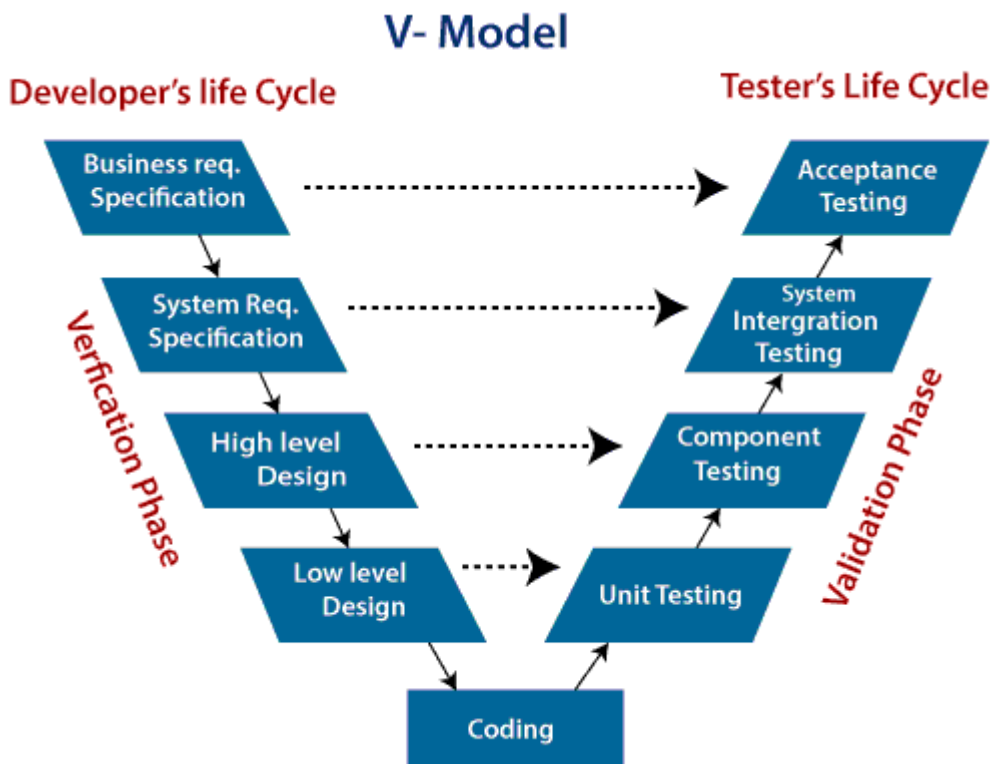 V- Model
Developer's life Cycle
Tester's Life Cycle
Business req.
Specification
Acceptance
Testing
System Req.
Specification
System
Intergration
Testing
Verfication Phase
High level
Design
Component
Testing
Validation Phase
Low level
Design
Unit Testing
Coding